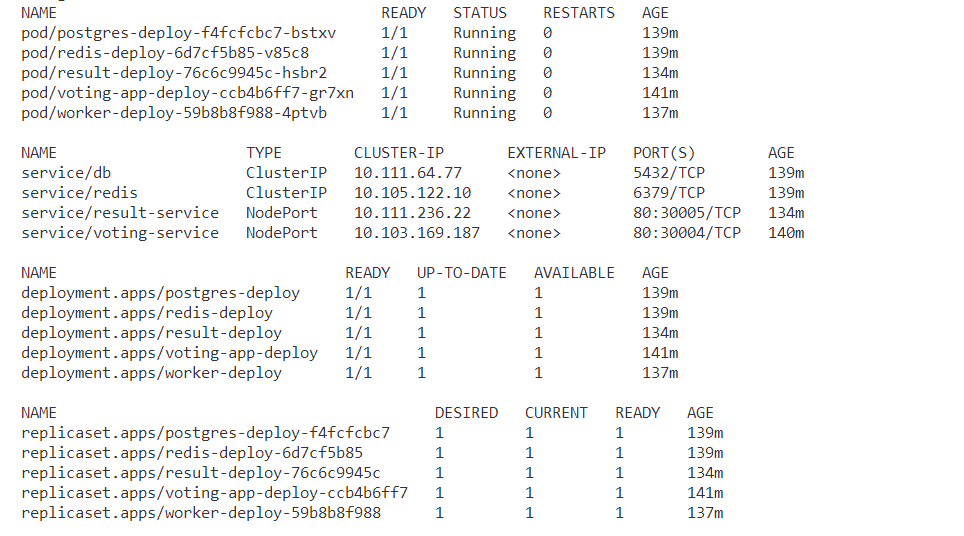 NAME                                    READY   STATUS    RESTARTS   AGE
pod/postgres-deploy-f4fcfcbc7-bstxv     1/1     Running   0          139m
pod/redis-deploy-6d7cf5b85-v85c8        1/1     Running   0          139m
pod/result-deploy-76c6c9945c-hsbr2      1/1     Running   0          134m
pod/voting-app-deploy-ccb4b6ff7-gr7xn   1/1     Running   0          141m
pod/worker-deploy-59b8b8f988-4ptvb      1/1     Running   0          137m

NAME                     TYPE        CLUSTER-IP       EXTERNAL-IP   PORT(S)        AGE
service/db               ClusterIP   10.111.64.77     <none>        5432/TCP       139m
service/redis            ClusterIP   10.105.122.10    <none>        6379/TCP       139m
service/result-service   NodePort    10.111.236.22    <none>        80:30005/TCP   134m
service/voting-service   NodePort    10.103.169.187   <none>        80:30004/TCP   140m

NAME                                READY   UP-TO-DATE   AVAILABLE   AGE
deployment.apps/postgres-deploy     1/1     1            1           139m
deployment.apps/redis-deploy        1/1     1            1           139m
deployment.apps/result-deploy       1/1     1            1           134m
deployment.apps/voting-app-deploy   1/1     1            1           141m
deployment.apps/worker-deploy       1/1     1            1           137m

NAME                                          DESIRED   CURRENT   READY   AGE
replicaset.apps/postgres-deploy-f4fcfcbc7     1         1         1       139m
replicaset.apps/redis-deploy-6d7cf5b85        1         1         1       139m
replicaset.apps/result-deploy-76c6c9945c      1         1         1       134m
replicaset.apps/voting-app-deploy-ccb4b6ff7   1         1         1       141m
replicaset.apps/worker-deploy-59b8b8f988      1         1         1       137m